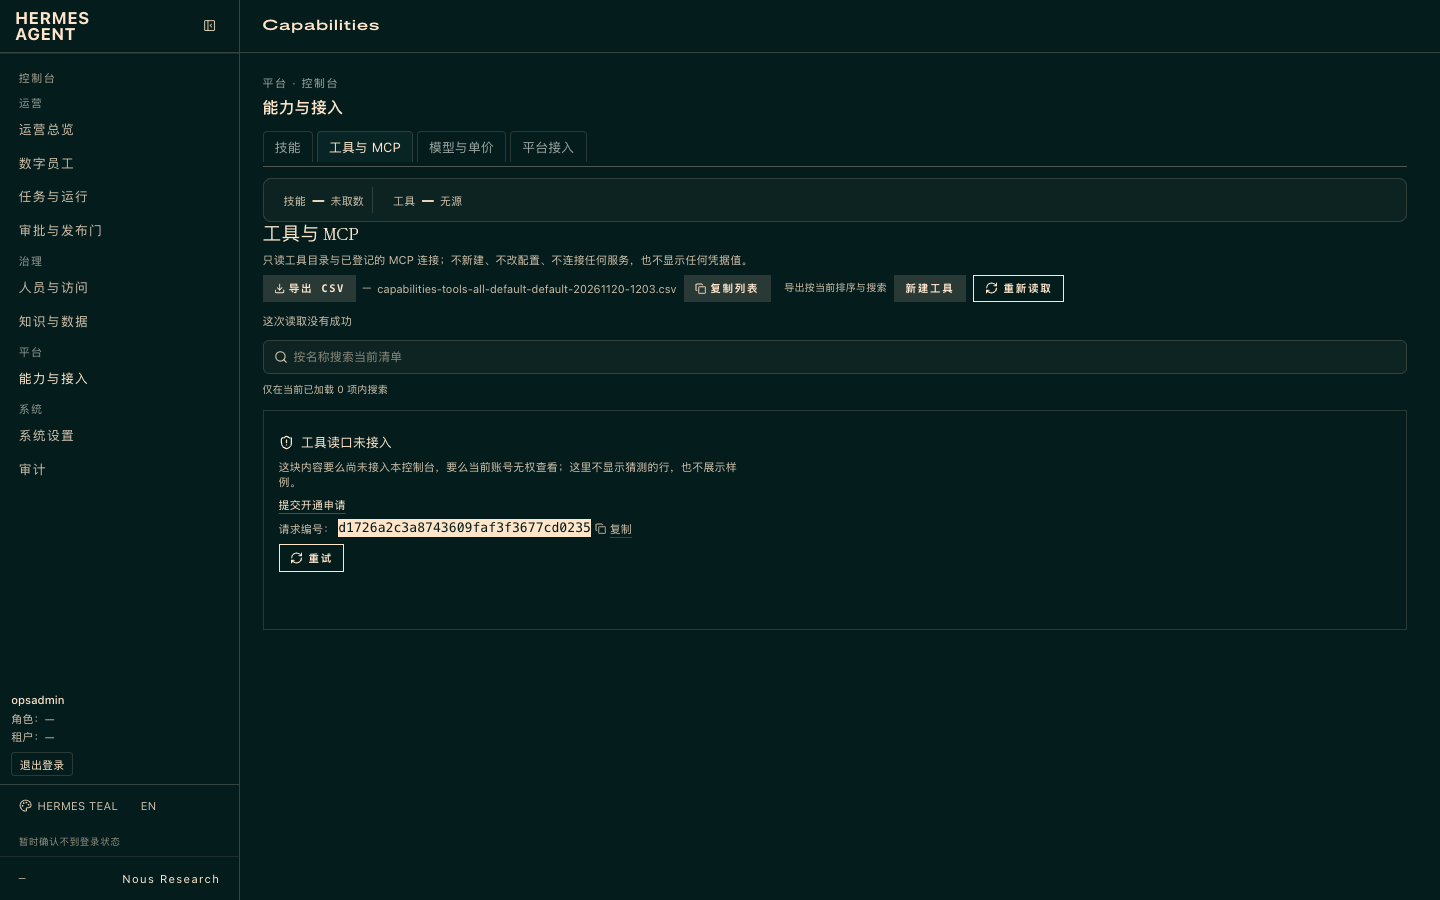 HERMES
AGENT
Capabilities
控制台
运营
运营总览
数字员工
任务与运行
审批与发布门
治理
人员与访问
知识与数据
平台
能力与接入
系统
系统设置
审计
opsadmin
角色：—
租户：—
退出登录
HERMES TEAL EN
暂时确认不到登录状态
— Nous Research
平台 · 控制台
能力与接入
技能 工具与 MCP 模型与单价 平台接入
技能 — 未取数 工具 — 无源
工具与 MCP
只读工具目录与已登记的 MCP 连接；不新建、不改配置、不连接任何服务，也不显示任何凭据值。
导出 CSV — capabilities-tools-all-default-default-20261120-1203.csv 复制列表 导出按当前排序与搜索 新建工具 重新读取
这次读取没有成功
按名称搜索当前清单
仅在当前已加载 0 项内搜索
工具读口未接入
这块内容要么尚未接入本控制台，要么当前账号无权查看；这里不显示猜测的行，也不展示样
例。
提交开通申请
请求编号： d1726a2c3a8743609faf3f3677cd0235 复制
重试